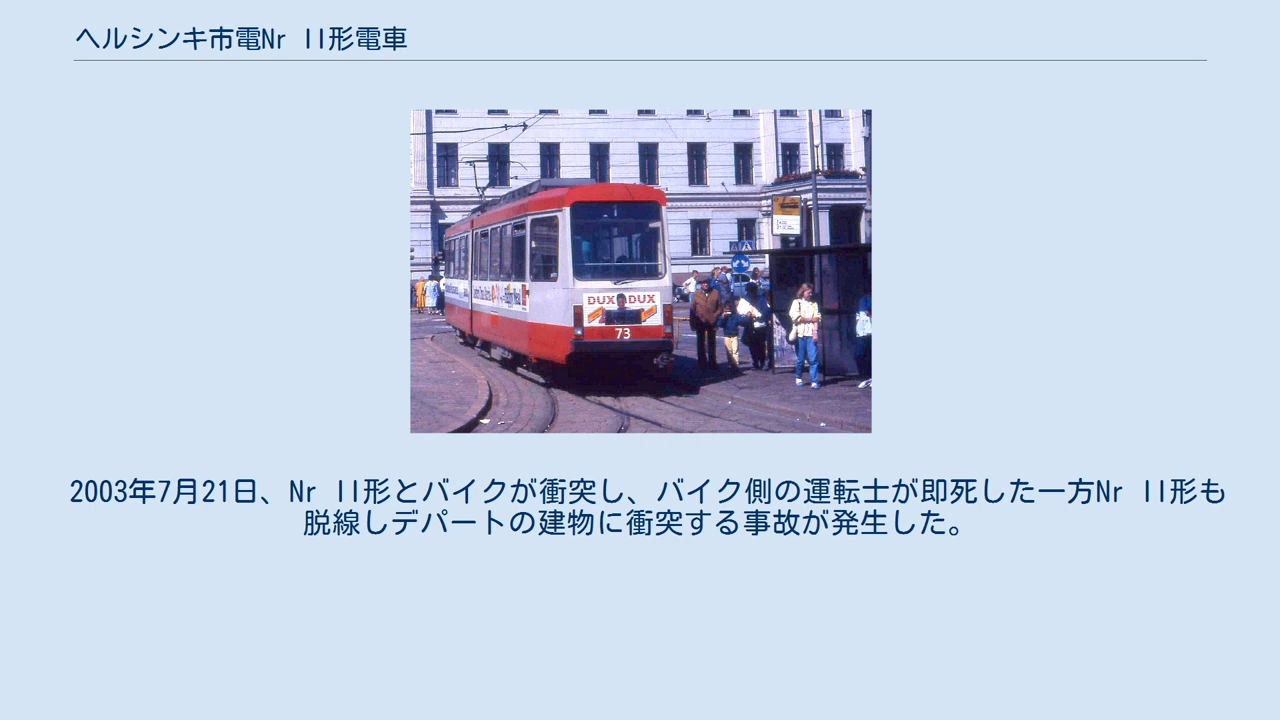 ヘルシンキ市電Nr II形電車
DUX DUX
73
2003年7月21日、Nr II形とバイクが衝突し、バイク側の運転士が即死した一方Nr II形も
脱線しデパートの建物に衝突する事故が発生した。